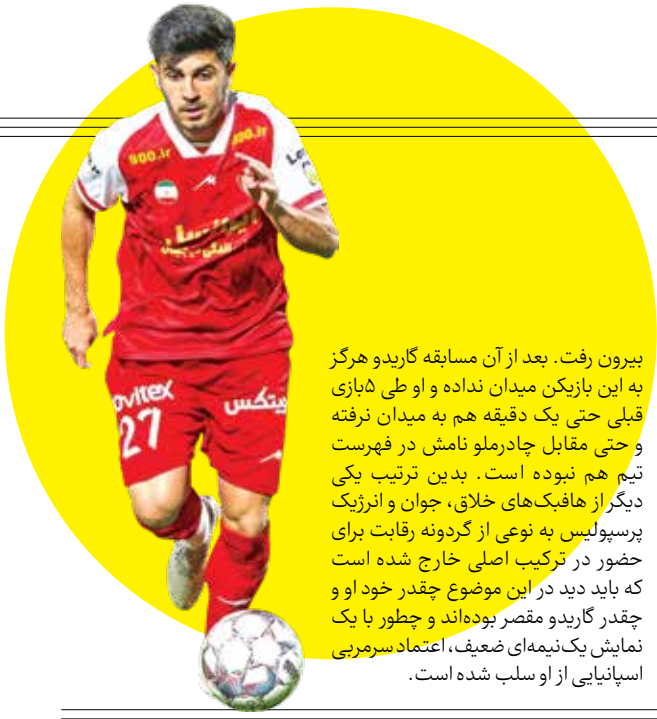 900.ir
900.ir
ovitex
ویتکس
27
بیرون رفت. بعد از آن مسابقه گاریدو هرگز
به این بازیکن میدان نداده و او طی ۵بازی
قبلی حتی یک دقیقه هم به میدان نرفته
و حتی مقابل چادرملو نامش در فهرست
تیم هم نبوده است. بدین ترتیب یکی
دیگر از هافبک‌های خلاق، جوان و انرژیک
پرسپولیس به نوعی از گردونه رقابت برای
حضور در ترکیب اصلی خارج شده است
که باید دید در این موضوع چقدر خود او و
چقدر گاریدو مقصر بوده‌اند و چطور با یک
نمایش یک‌نیمه‌ای ضعیف، اعتماد سرمربی
اسپانیایی از او سلب شده است.